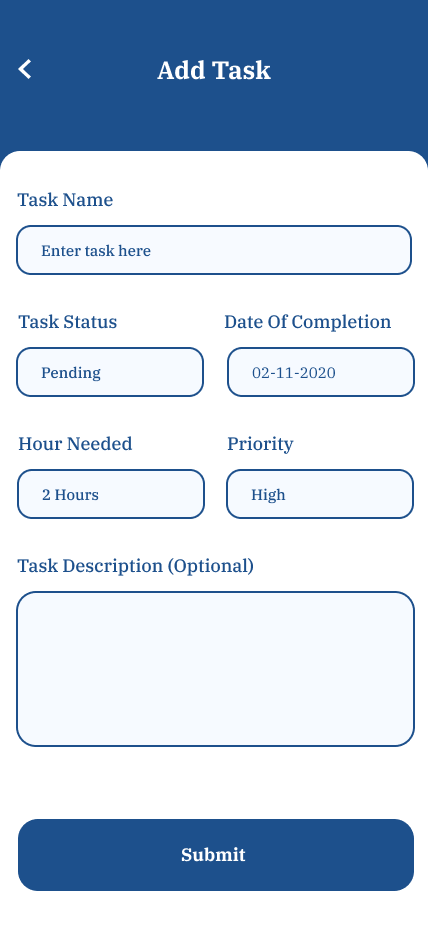 Add Task
Task Name
Enter task here
Task Status
Date Of Completion
Pending
02-11-2020
Hour Needed
Priority
2 Hours
High
Task Description (Optional)
Submit